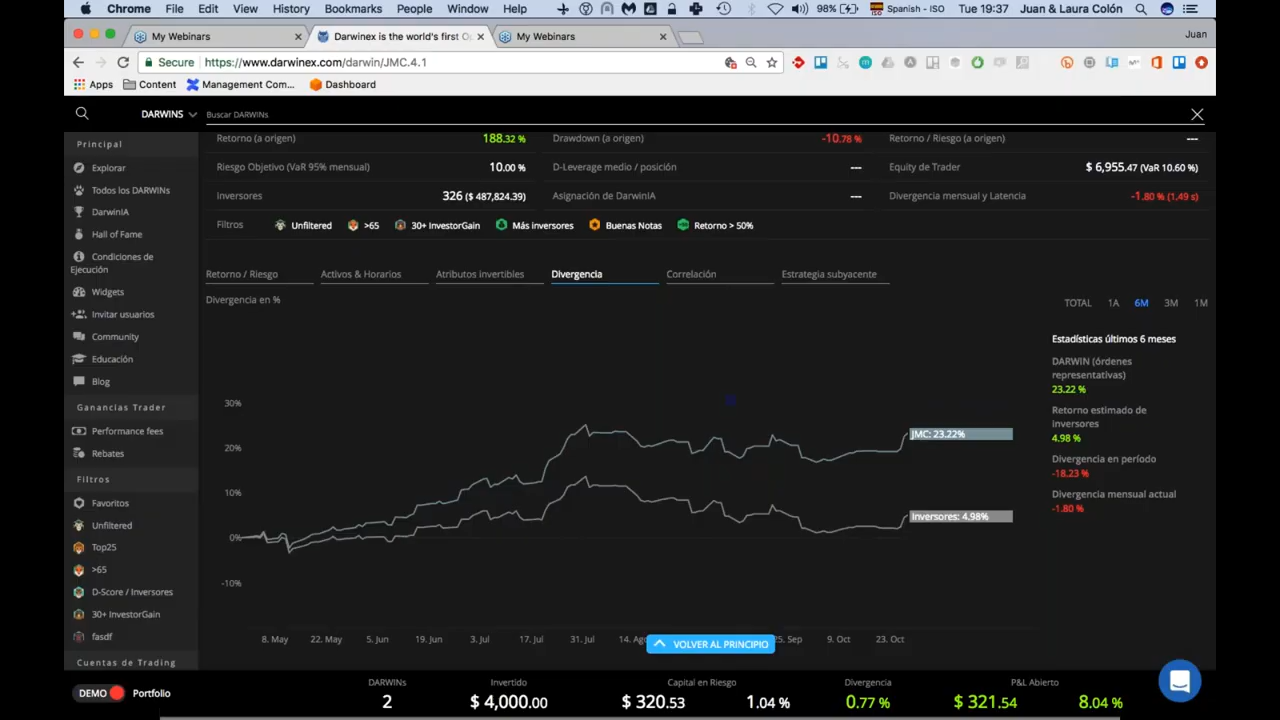 Chrome File Edit View History Bookmarks People Window Help 98% Spanish - ISO Tue 19:37 Juan & Laura Colón
My Webinars × Darwinex is the world's first O × My Webinars × Juan
Secure https://www.darwinex.com/darwin/JMC.4.1
Apps Content Management Com... Dashboard
DARWINS Buscar DARWINs
Principal
Explorar
Todos los DARWINs
DarwinIA
Hall of Fame
Condiciones de
Ejecución
Widgets
Invitar usuarios
Community
Educación
Blog
Ganancias Trader
Performance fees
Rebates
Filtros
Favoritos
Unfiltered
Top25
>65
D-Score / Inversores
30+ InvestorGain
fasdf
Cuentas de Trading
Retorno (a origen) 188.32 % Drawdown (a origen) -10.78 % Retorno / Riesgo (a origen) ---
Riesgo Objetivo (VaR 95% mensual) 10.00 % D-Leverage medio / posición --- Equity de Trader $ 6,955.47 (VaR 10.60 %)
Inversores 326 ($ 487,824.39) Asignación de DarwinIA --- Divergencia mensual y Latencia -1.80 % (1.49 s)
Filtros Unfiltered >65 30+ InvestorGain Más inversores Buenas Notas Retorno > 50%
Retorno / Riesgo Activos & Horarios Atributos invertibles Divergencia Correlación Estrategia subyacente
Divergencia en %
TOTAL 1A 6M 3M 1M
30%
20%
10%
0%
-10%
JMC: 23.22%
Inversores: 4.98%
8. May 22. May 5. Jun 19. Jun 3. Jul 17. Jul 31. Jul 14. Ago 25. Sep 9. Oct 23. Oct
VOLVER AL PRINCIPIO
Estadísticas últimos 6 meses
DARWIN (órdenes
representativas)
23.22 %
Retorno estimado de
inversores
4.98 %
Divergencia en período
-18.23 %
Divergencia mensual actual
-1.80 %
DEMO Portfolio
DARWINs Invertido Capital en Riesgo Divergencia P&L Abierto
2 $ 4,000.00 $ 320.53 1.04 % 0.77 % $ 321.54 8.04 %